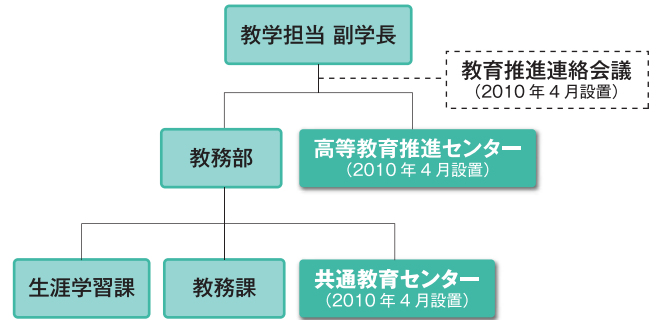 教学担当 副学長
教育推進連絡会議
（2010年4月設置）
教務部
高等教育推進センター
（2010年4月設置）
生涯学習課
教務課
共通教育センター
（2010年4月設置）